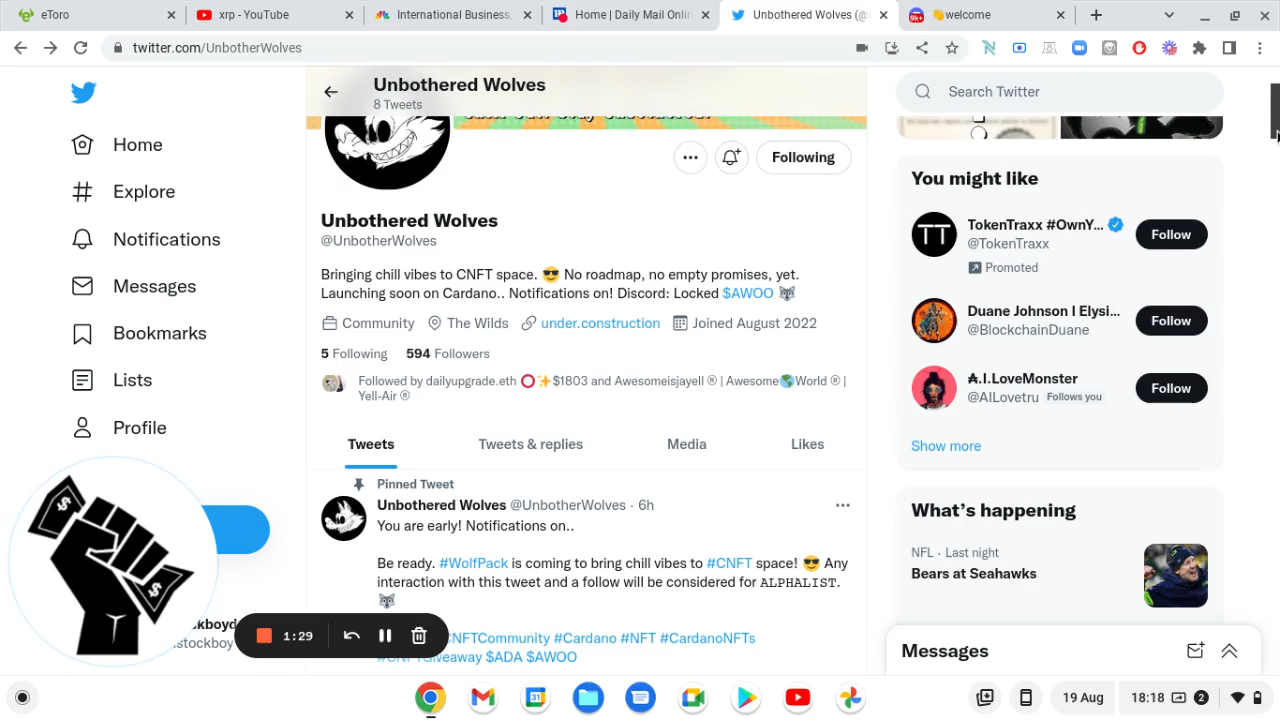 eToro
xrp - YouTube
International Business,
Home | Daily Mail Onlin
Unbothered Wolves (@
9k+
👋welcome
twitter.com/UnbotherWolves
Unbothered Wolves
8 Tweets
Search Twitter
Home
Explore
Notifications
Messages
Bookmarks
Lists
Profile
Following
Unbothered Wolves
@UnbotherWolves
Bringing chill vibes to CNFT space. 😎 No roadmap, no empty promises, yet.
Launching soon on Cardano.. Notifications on! Discord: Locked $AWOO 🐺
Community The Wilds under.construction Joined August 2022
5 Following 594 Followers
Followed by dailyupgrade.eth ⭕✨$1803 and Awesomeisjayell ® | Awesome🌎World ® |
Yell-Air ®
Tweets Tweets & replies Media Likes
Pinned Tweet
Unbothered Wolves @UnbotherWolves · 6h
You are early! Notifications on..
Be ready. #WolfPack is coming to bring chill vibes to #CNFT space! 😎 Any
interaction with this tweet and a follow will be considered for ALPHALIST.
🐺
CNFTCommunity #Cardano #NFT #CardanoNFTs
$ADA $AWOO
You might like
TokenTraxx #OwnY...
@TokenTraxx
Promoted
Follow
Duane Johnson I Elysi...
@BlockchainDuane
Follow
₳.I.LoveMonster
@AILovetru Follows you
Follow
Show more
What's happening
NFL · Last night
Bears at Seahawks
Messages
$
$
T
stockboy
1:29
19 Aug
18:18
2